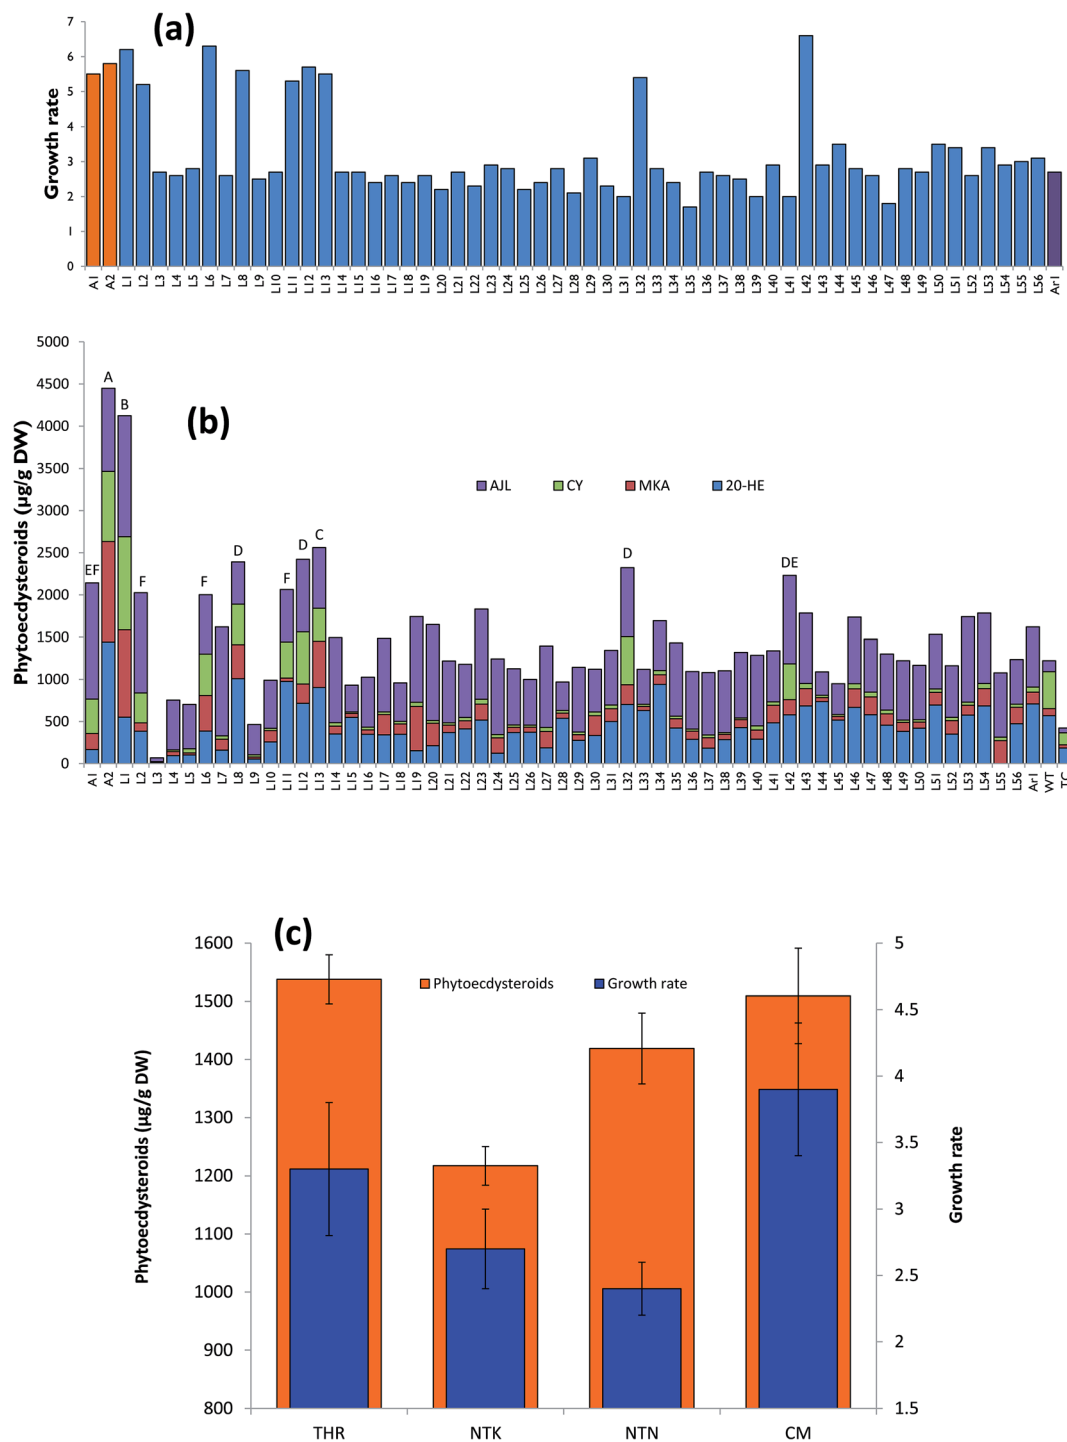 (a)
Growth rate
7
6
5
4
3
2
1
0
A1 A2 L1 L2 L3 L4 L5 L6 L7 L8 L9 L10 L11 L12 L13 L14 L15 L16 L17 L18 L19 L20 L21 L22 L23 L24 L25 L26 L27 L28 L29 L30 L31 L32 L33 L34 L35 L36 L37 L38 L39 L40 L41 L42 L43 L44 L45 L46 L47 L48 L49 L50 L51 L52 L53 L54 L55 L56 Ar1
(b)
Phytoecdysteroids (µg/g DW)
5000
4500
4000
3500
3000
2500
2000
1500
1000
500
0
EF A B F F D F D C D DE
AJL CY MKA 20-HE
A1 A2 L1 L2 L3 L4 L5 L6 L7 L8 L9 L10 L11 L12 L13 L14 L15 L16 L17 L18 L19 L20 L21 L22 L23 L24 L25 L26 L27 L28 L29 L30 L31 L32 L33 L34 L35 L36 L37 L38 L39 L40 L41 L42 L43 L44 L45 L46 L47 L48 L49 L50 L51 L52 L53 L54 L55 L56 Ar1 WT TC
(c)
Phytoecdysteroids (µg/g DW)
1600
1500
1400
1300
1200
1100
1000
900
800
Phytoecdysteroids Growth rate
5
4.5
4
3.5
3
2.5
2
1.5
Growth rate
THR NTK NTN CM